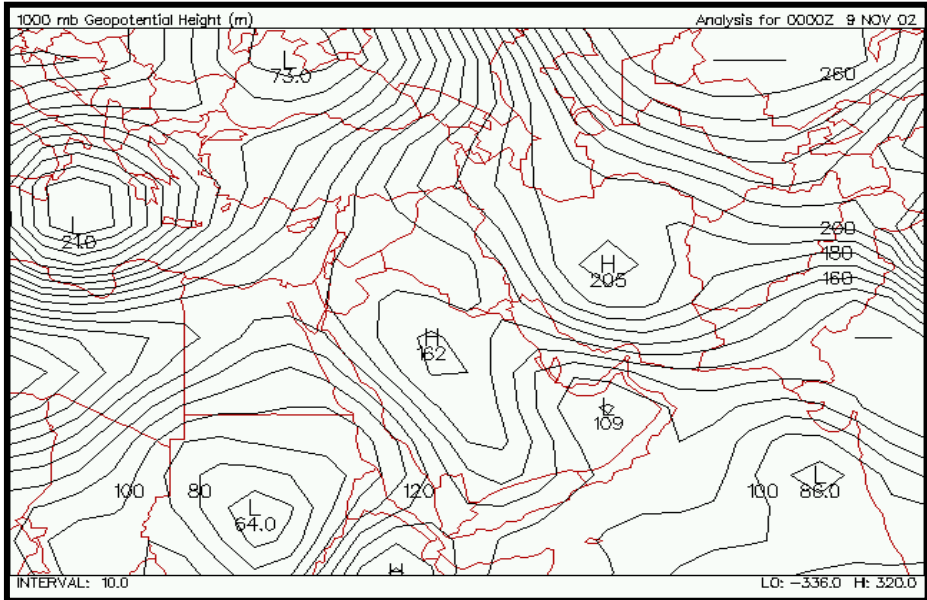 1000 mb Geopotential Height (m)
Analysis for 0000Z 9 NOV 02
L
73.0
260
L
21.0
200
H
205
180
160
H
162
L
109
100
80
120
100
L
86.0
L
64.0
H
INTERVAL: 10.0
LO: -336.0 HI: 320.0